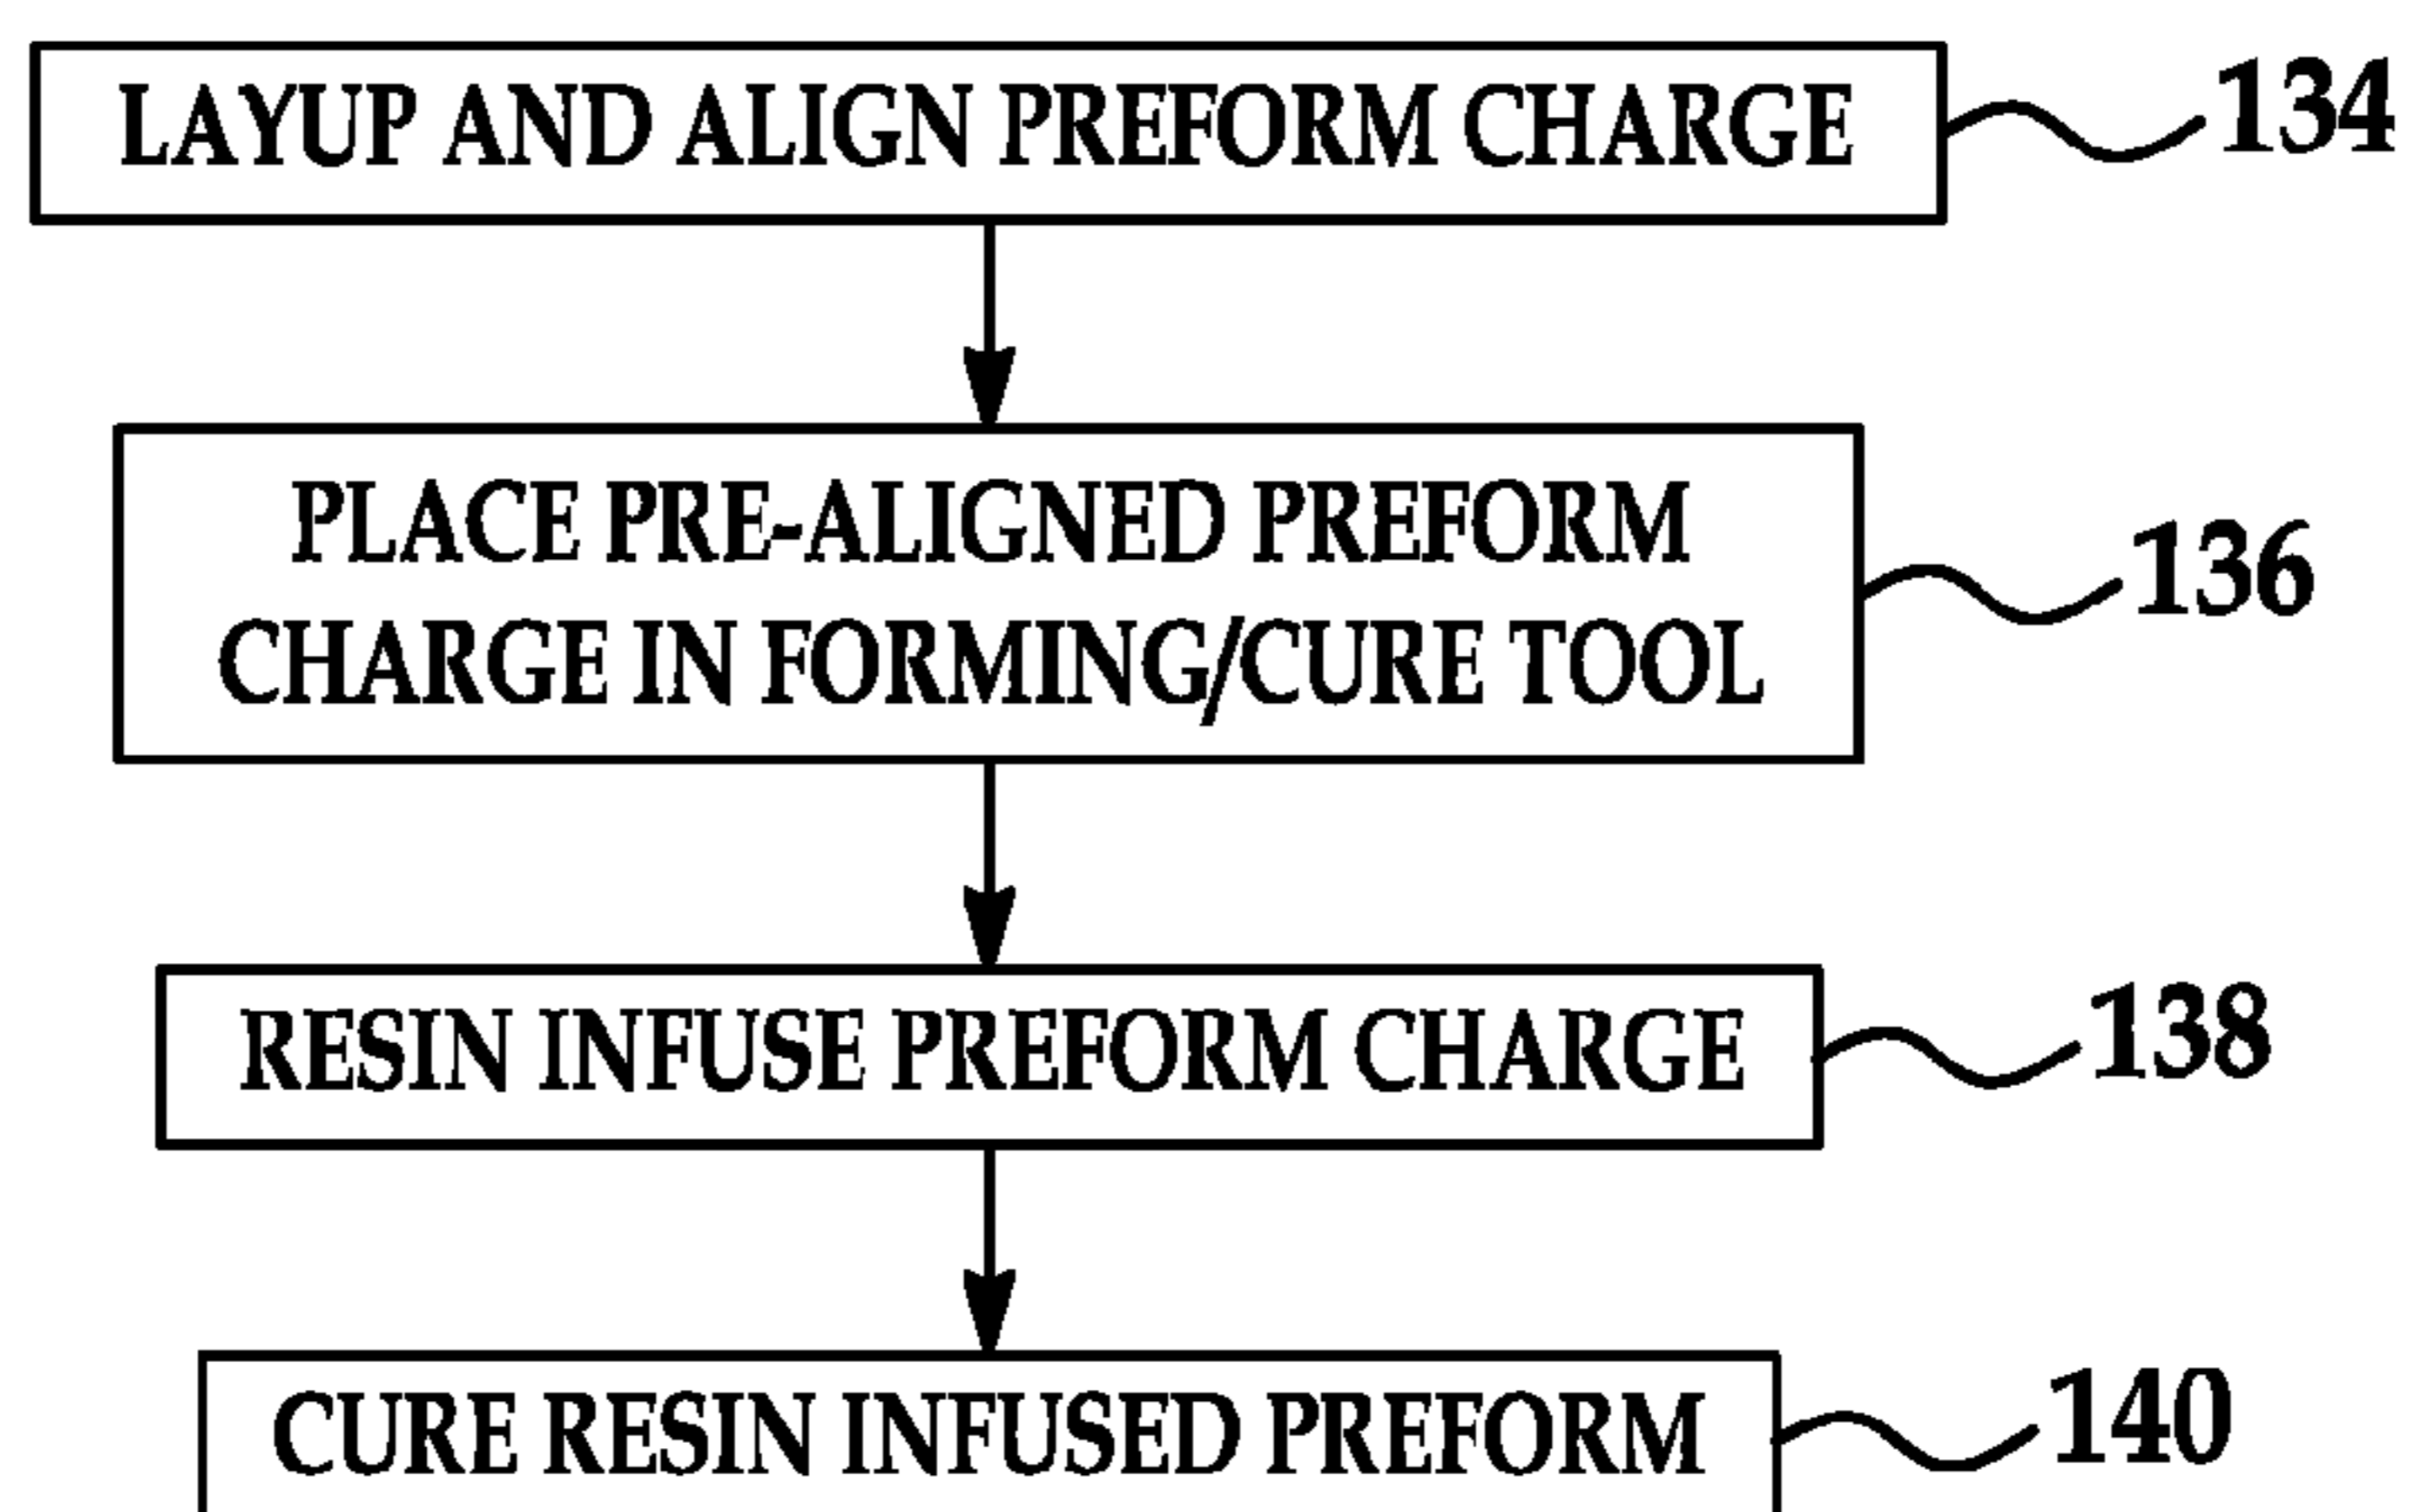 LAYUP AND ALIGN PREFORM CHARGE
134
PLACE PRE-ALIGNED PREFORM
CHARGE IN FORMING/CURE TOOL
136
RESIN INFUSE PREFORM CHARGE
138
CURE RESIN INFUSED PREFORM
140